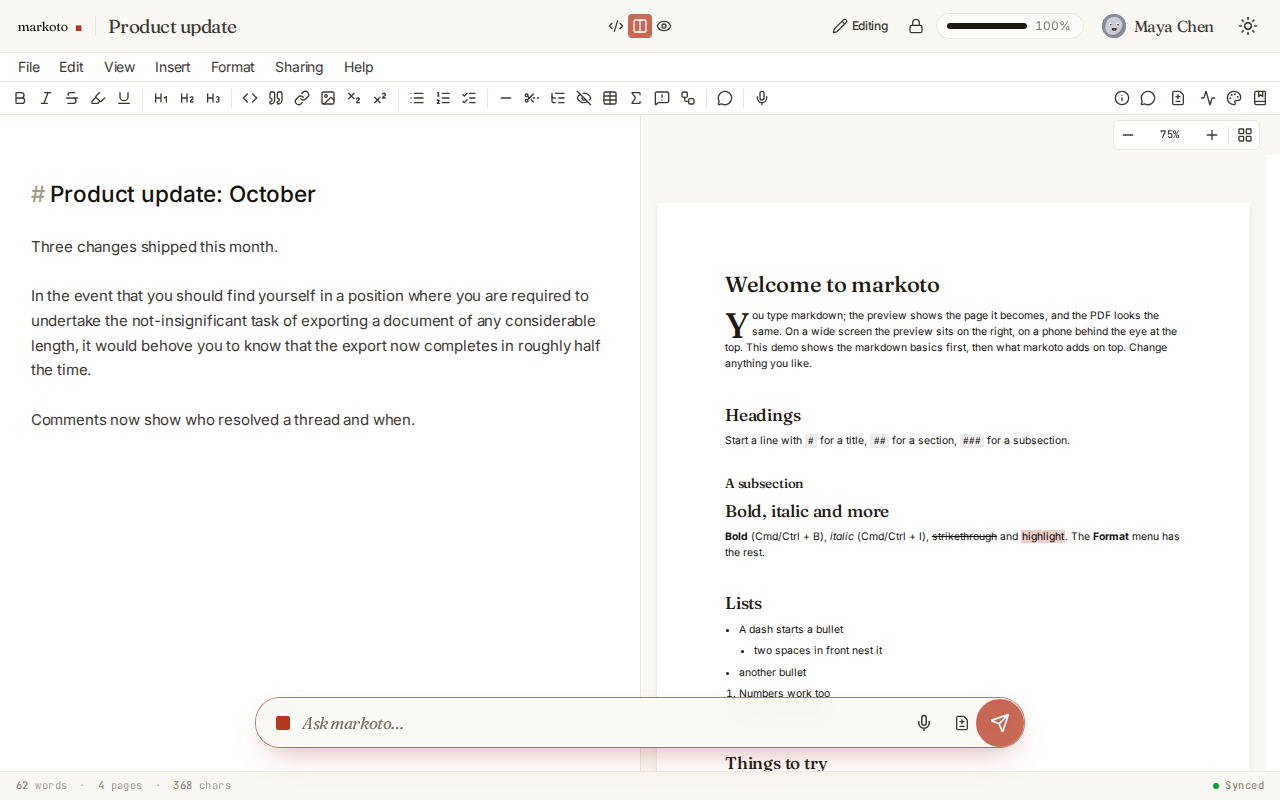 markoto
Product update
Editing
100%
Maya Chen
File Edit View Insert Format Sharing Help
H1 H2 H3
75%
# Product update: October
Three changes shipped this month.
In the event that you should find yourself in a position where you are required to
undertake the not-insignificant task of exporting a document of any considerable
length, it would behove you to know that the export now completes in roughly half
the time.
Comments now show who resolved a thread and when.
Welcome to markoto
You type markdown; the preview shows the page it becomes, and the PDF looks the
same. On a wide screen the preview sits on the right, on a phone behind the eye at the
top. This demo shows the markdown basics first, then what markoto adds on top. Change
anything you like.
Headings
Start a line with # for a title, ## for a section, ### for a subsection.
A subsection
Bold, italic and more
Bold (Cmd/Ctrl + B), italic (Cmd/Ctrl + I), strikethrough and highlight. The Format menu has
the rest.
Lists
• A dash starts a bullet
• two spaces in front nest it
• another bullet
1. Numbers work too
Things to try
Ask markoto...
62 words · 4 pages · 368 chars
Synced